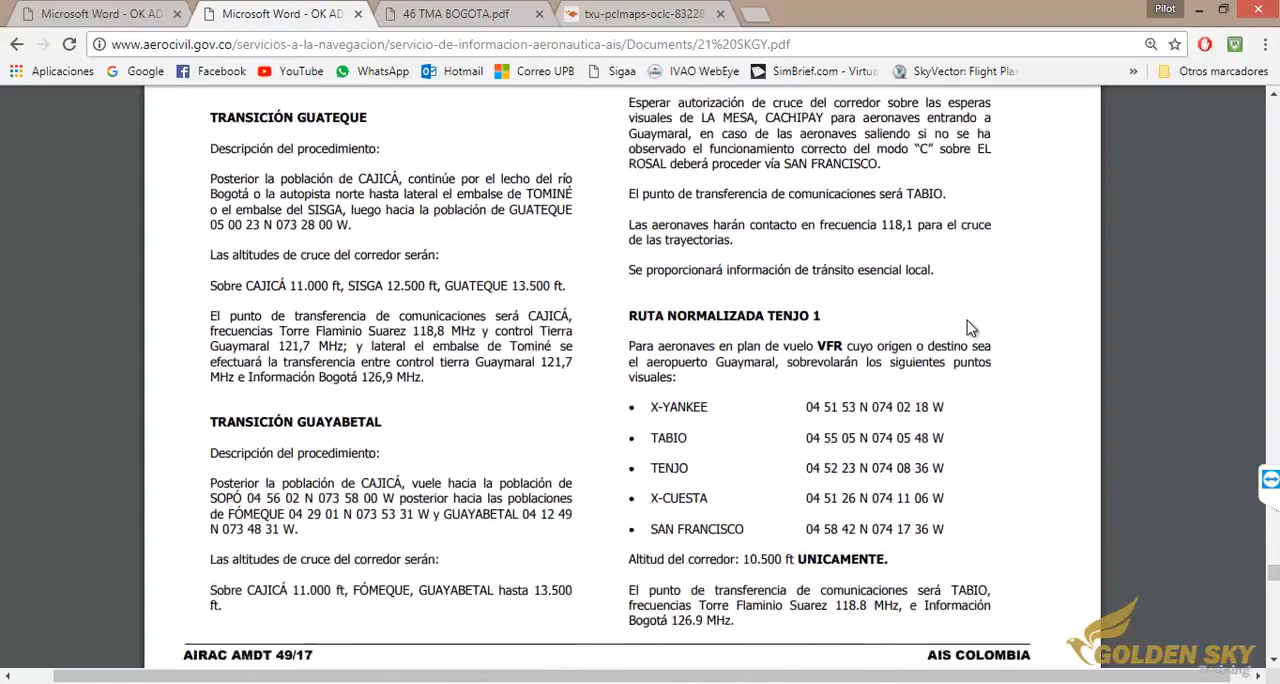 Microsoft Word - OK AD
Microsoft Word - OK AD
46 TMA BOGOTA.pdf
txu-pclmaps-oclc-83228
Pilot
www.aerocivil.gov.co/servicios-a-la-navegacion/servicio-de-informacion-aeronautica-ais/Documents/21%20SKGY.pdf
Aplicaciones
Google
Facebook
YouTube
WhatsApp
Hotmail
Correo UPB
Sigaa
IVAO WebEye
SimBrief.com - Virtu
SkyVector: Flight Plan
»
Otros marcadores
TRANSICIÓN GUATEQUE
Descripción del procedimiento:
Posterior la población de CAJICÁ, continúe por el lecho del río
Bogotá o la autopista norte hasta lateral el embalse de TOMINÉ
o el embalse del SISGA, luego hacia la población de GUATEQUE
05 00 23 N 073 28 00 W.
Las altitudes de cruce del corredor serán:
Sobre CAJICÁ 11.000 ft, SISGA 12.500 ft, GUATEQUE 13.500 ft.
El punto de transferencia de comunicaciones será CAJICÁ,
frecuencias Torre Flaminio Suarez 118,8 MHz y control Tierra
Guaymaral 121,7 MHz; y lateral el embalse de Tominé se
efectuará la transferencia entre control tierra Guaymaral 121,7
MHz e Información Bogotá 126,9 MHz.
TRANSICIÓN GUAYABETAL
Descripción del procedimiento:
Posterior la población de CAJICÁ, vuele hacia la población de
SOPÓ 04 56 02 N 073 58 00 W posterior hacia las poblaciones
de FÓMEQUE 04 29 01 N 073 53 31 W y GUAYABETAL 04 12 49
N 073 48 31 W.
Las altitudes de cruce del corredor serán:
Sobre CAJICÁ 11.000 ft, FÓMEQUE, GUAYABETAL hasta 13.500
ft.
Esperar autorización de cruce del corredor sobre las esperas
visuales de LA MESA, CACHIPAY para aeronaves entrando a
Guaymaral, en caso de las aeronaves saliendo si no se ha
observado el funcionamiento correcto del modo “C” sobre EL
ROSAL deberá proceder vía SAN FRANCISCO.
El punto de transferencia de comunicaciones será TABIO.
Las aeronaves harán contacto en frecuencia 118,1 para el cruce
de las trayectorias.
Se proporcionará información de tránsito esencial local.
RUTA NORMALIZADA TENJO 1
Para aeronaves en plan de vuelo VFR cuyo origen o destino sea
el aeropuerto Guaymaral, sobrevolarán los siguientes puntos
visuales:
• X-YANKEE 04 51 53 N 074 02 18 W
• TABIO 04 55 05 N 074 05 48 W
• TENJO 04 52 23 N 074 08 36 W
• X-CUESTA 04 51 26 N 074 11 06 W
• SAN FRANCISCO 04 58 42 N 074 17 36 W
Altitud del corredor: 10.500 ft UNICAMENTE.
El punto de transferencia de comunicaciones será TABIO,
frecuencias Torre Flaminio Suarez 118.8 MHz, e Información
Bogotá 126.9 MHz.
AIRAC AMDT 49/17
AIS COLOMBIA
GOLDEN SKY
Training